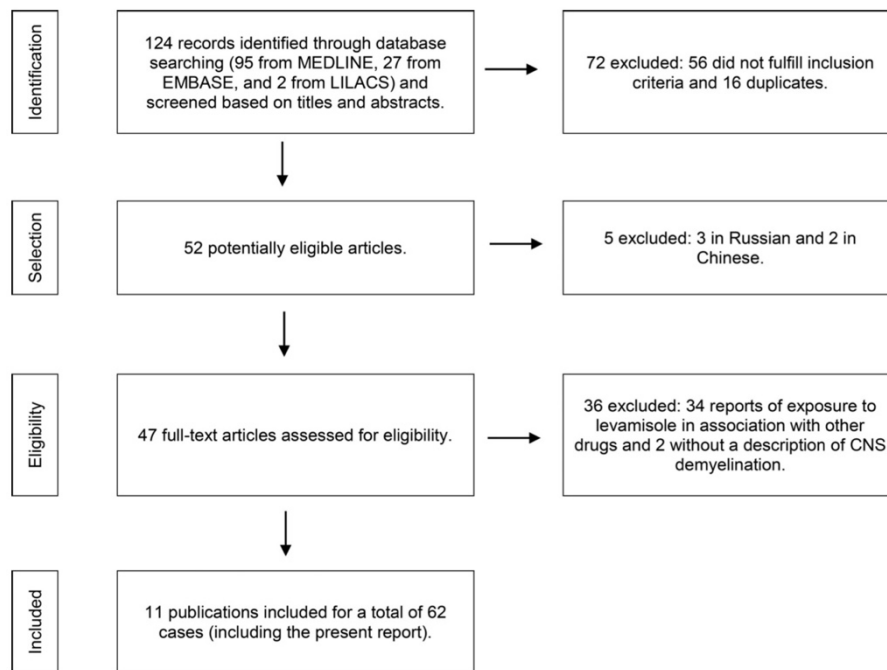 Identification
124 records identified through database
searching (95 from MEDLINE, 27 from
EMBASE, and 2 from LILACS) and
screened based on titles and abstracts.
72 excluded: 56 did not fulfill inclusion
criteria and 16 duplicates.
Selection
52 potentially eligible articles.
5 excluded: 3 in Russian and 2 in
Chinese.
Eligibility
47 full-text articles assessed for eligibility.
36 excluded: 34 reports of exposure to
levamisole in association with other
drugs and 2 without a description of CNS
demyelination.
Included
11 publications included for a total of 62
cases (including the present report).